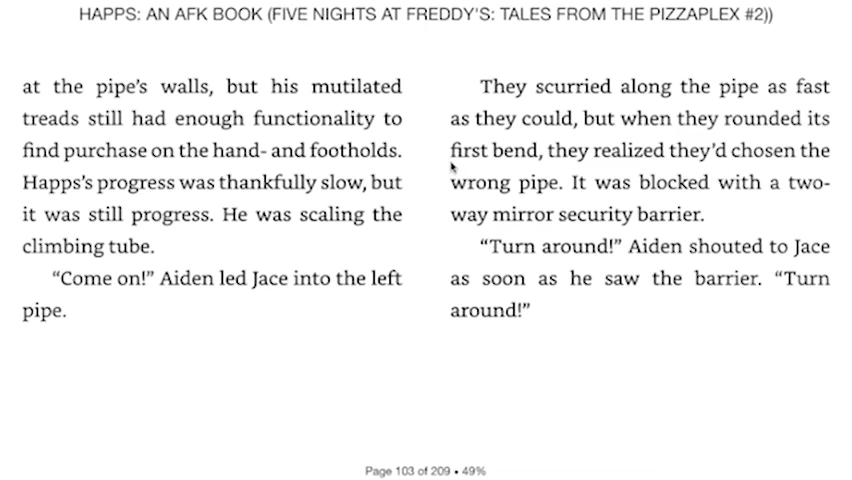 HAPPS: AN AFK BOOK (FIVE NIGHTS AT FREDDY'S: TALES FROM THE PIZZAPLEX #2))
at the pipe’s walls, but his mutilated
treads still had enough functionality to
find purchase on the hand- and footholds.
Happs’s progress was thankfully slow, but
it was still progress. He was scaling the
climbing tube.
“Come on!” Aiden led Jace into the left
pipe.
They scurried along the pipe as fast
as they could, but when they rounded its
first bend, they realized they’d chosen the
wrong pipe. It was blocked with a two-
way mirror security barrier.
“Turn around!” Aiden shouted to Jace
as soon as he saw the barrier. “Turn
around!”
Page 103 of 209 • 49%